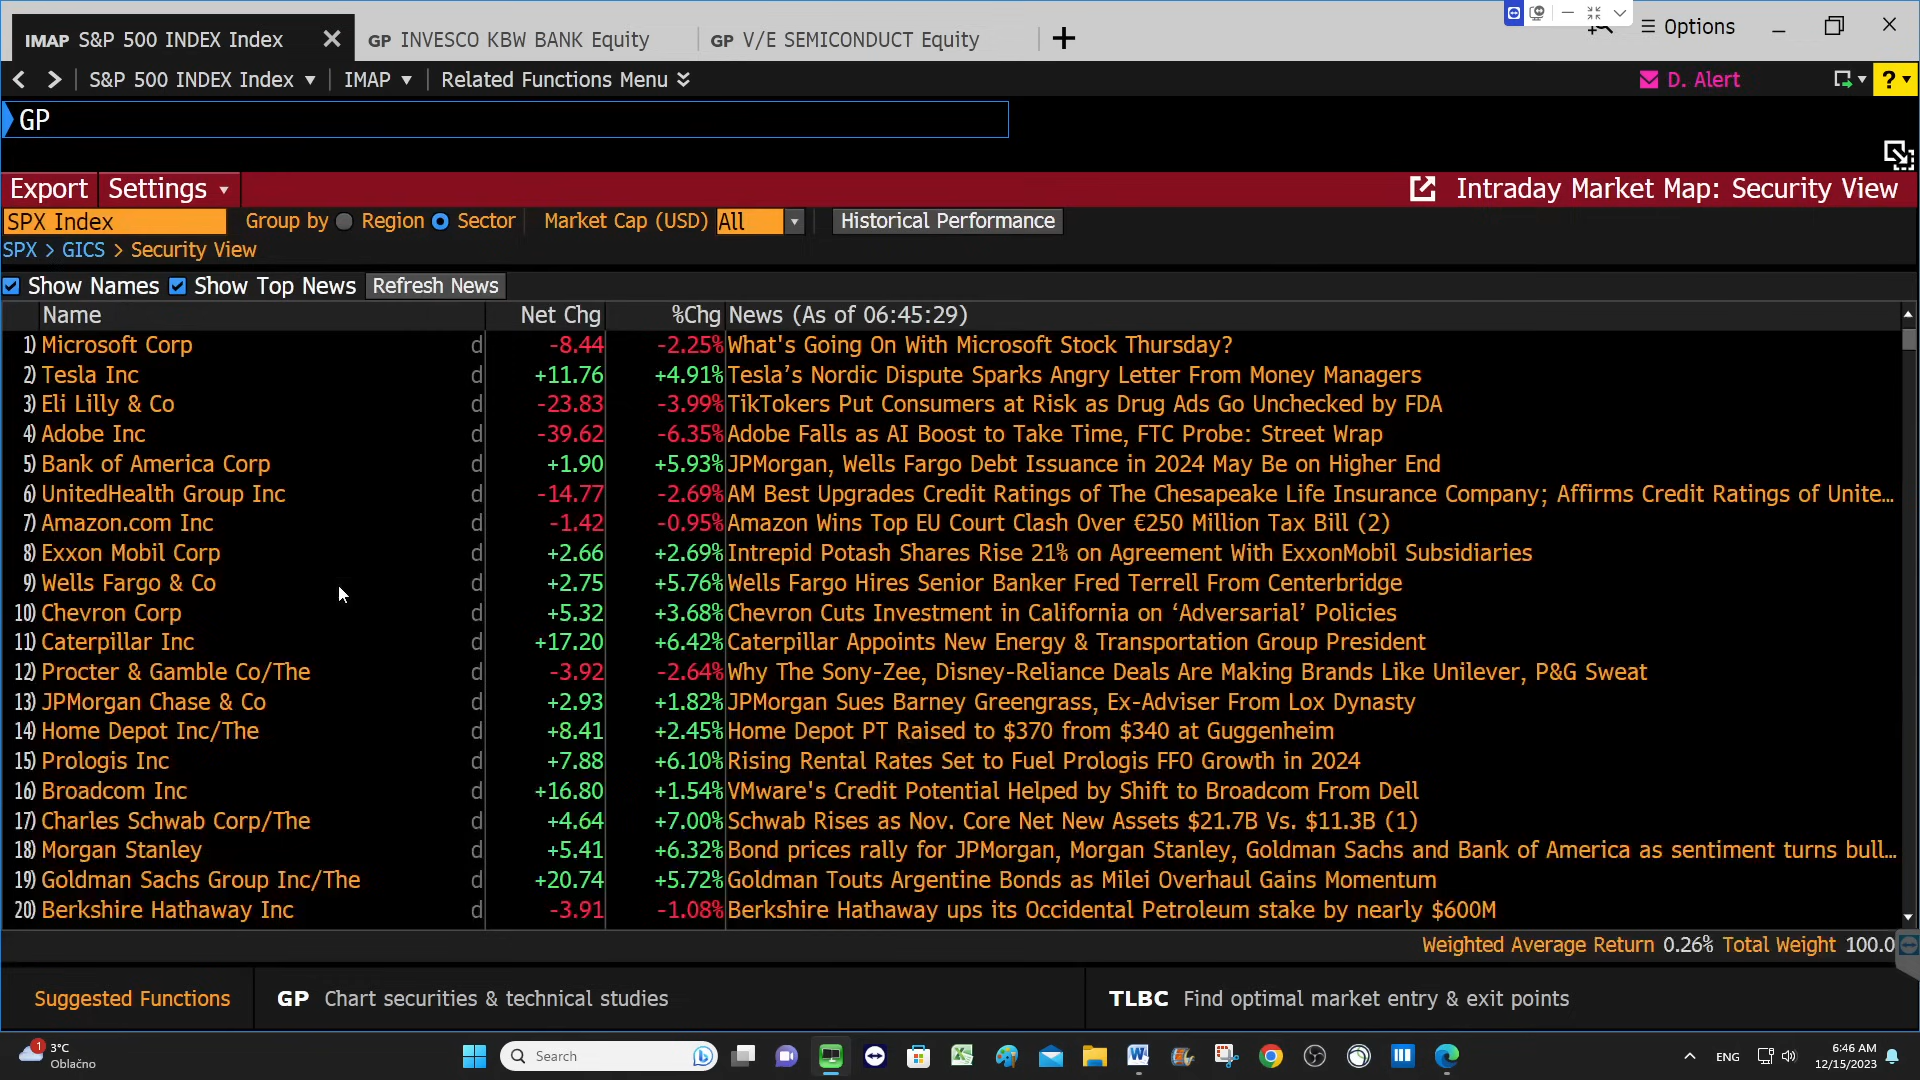 IMAP S&P 500 INDEX Index
GP INVESCO KBW BANK Equity
GP V/E SEMICONDUCT Equity
Options
S&P 500 INDEX Index
IMAP
Related Functions Menu
D. Alert
?
GP
Export
Settings
Intraday Market Map: Security View
SPX Index
Group by
Region
Sector
Market Cap (USD)
All
Historical Performance
SPX > GICS > Security View
Show Names
Show Top News
Refresh News
Name Net Chg %Chg News (As of 06:45:29)
1) Microsoft Corp d -8.44 -2.25% What's Going On With Microsoft Stock Thursday?
2) Tesla Inc d +11.76 +4.91% Tesla’s Nordic Dispute Sparks Angry Letter From Money Managers
3) Eli Lilly & Co d -23.83 -3.99% TikTokers Put Consumers at Risk as Drug Ads Go Unchecked by FDA
4) Adobe Inc d -39.62 -6.35% Adobe Falls as AI Boost to Take Time, FTC Probe: Street Wrap
5) Bank of America Corp d +1.90 +5.93% JPMorgan, Wells Fargo Debt Issuance in 2024 May Be on Higher End
6) UnitedHealth Group Inc d -14.77 -2.69% AM Best Upgrades Credit Ratings of The Chesapeake Life Insurance Company; Affirms Credit Ratings of Unite...
7) Amazon.com Inc d -1.42 -0.95% Amazon Wins Top EU Court Clash Over €250 Million Tax Bill (2)
8) Exxon Mobil Corp d +2.66 +2.69% Intrepid Potash Shares Rise 21% on Agreement With ExxonMobil Subsidiaries
9) Wells Fargo & Co d +2.75 +5.76% Wells Fargo Hires Senior Banker Fred Terrell From Centerbridge
10) Chevron Corp d +5.32 +3.68% Chevron Cuts Investment in California on ‘Adversarial’ Policies
11) Caterpillar Inc d +17.20 +6.42% Caterpillar Appoints New Energy & Transportation Group President
12) Procter & Gamble Co/The d -3.92 -2.64% Why The Sony-Zee, Disney-Reliance Deals Are Making Brands Like Unilever, P&G Sweat
13) JPMorgan Chase & Co d +2.93 +1.82% JPMorgan Sues Barney Greengrass, Ex-Adviser From Lox Dynasty
14) Home Depot Inc/The d +8.41 +2.45% Home Depot PT Raised to $370 from $340 at Guggenheim
15) Prologis Inc d +7.88 +6.10% Rising Rental Rates Set to Fuel Prologis FFO Growth in 2024
16) Broadcom Inc d +16.80 +1.54% VMware's Credit Potential Helped by Shift to Broadcom From Dell
17) Charles Schwab Corp/The d +4.64 +7.00% Schwab Rises as Nov. Core Net New Assets $21.7B Vs. $11.3B (1)
18) Morgan Stanley d +5.41 +6.32% Bond prices rally for JPMorgan, Morgan Stanley, Goldman Sachs and Bank of America as sentiment turns bull...
19) Goldman Sachs Group Inc/The d +20.74 +5.72% Goldman Touts Argentine Bonds as Milei Overhaul Gains Momentum
20) Berkshire Hathaway Inc d -3.91 -1.08% Berkshire Hathaway ups its Occidental Petroleum stake by nearly $600M
Weighted Average Return 0.26% Total Weight 100.0
Suggested Functions
GP Chart securities & technical studies
TLBC Find optimal market entry & exit points
1
3°C
Oblačno
Search
ENG
6:46 AM
12/15/2023